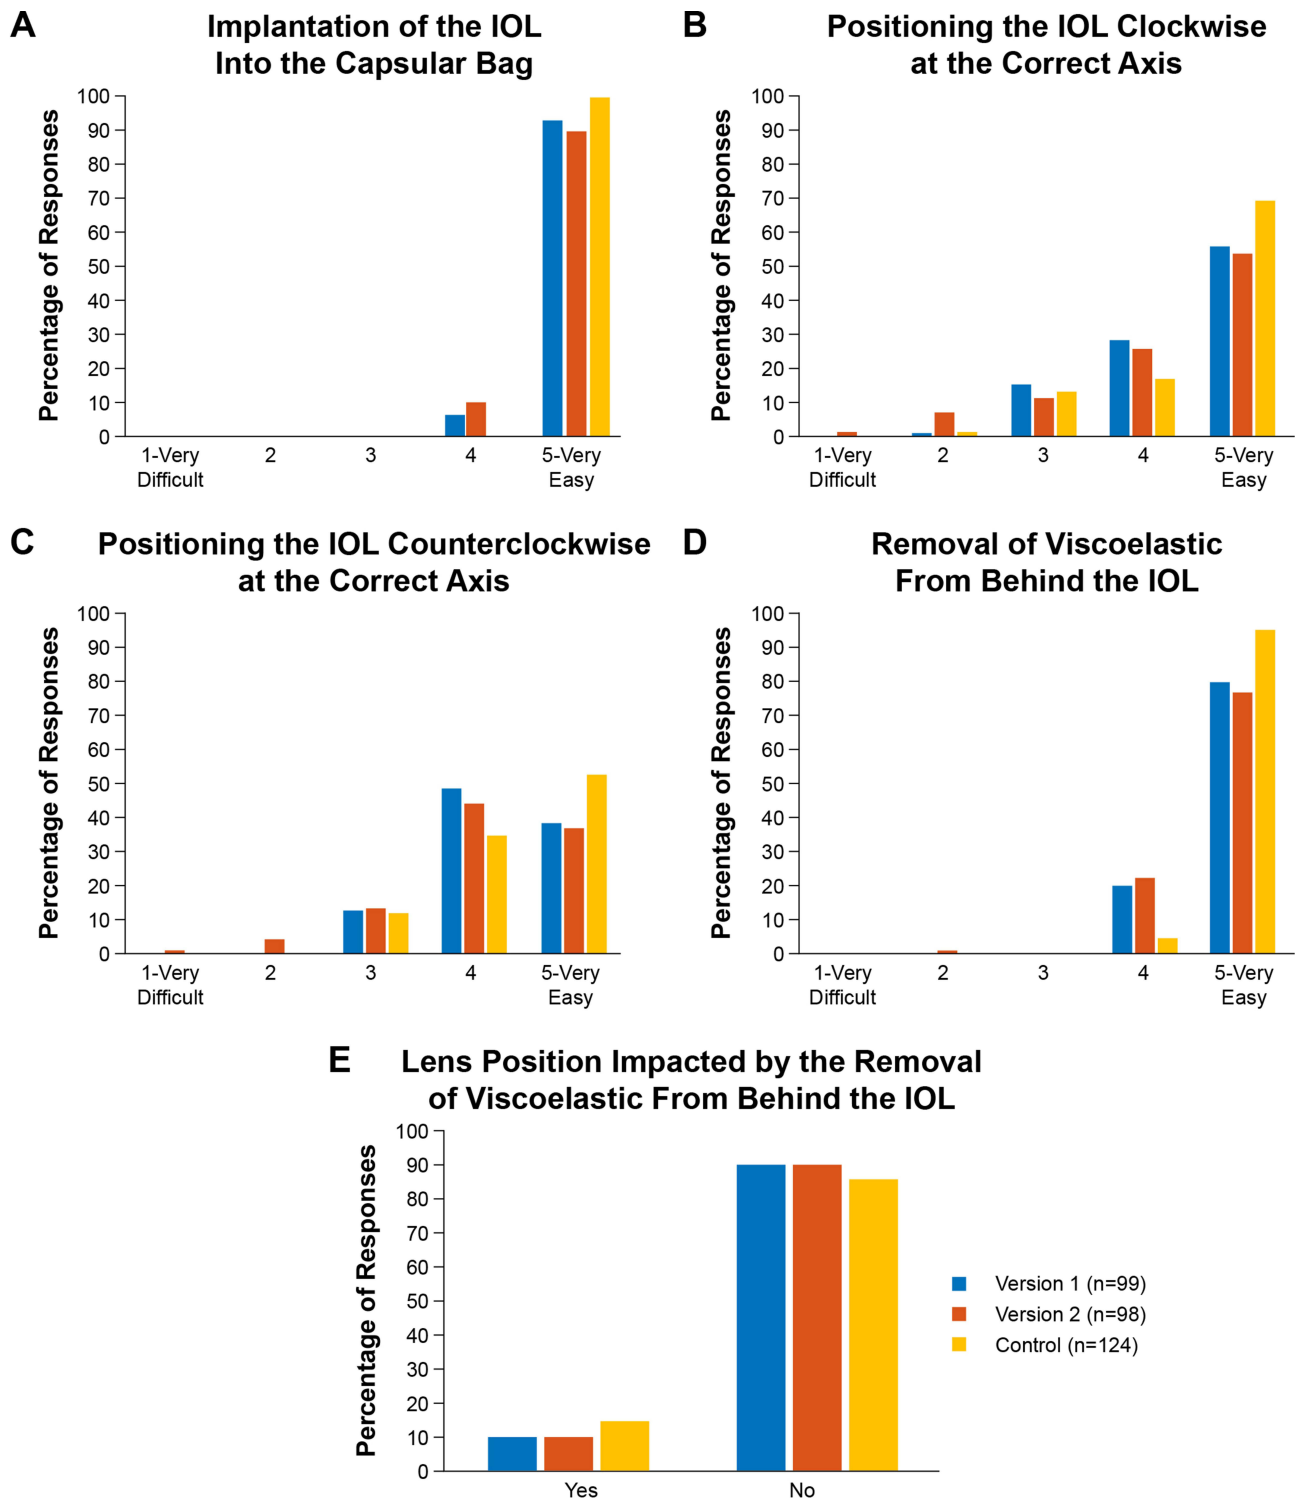 A
Implantation of the IOL
Into the Capsular Bag
Percentage of Responses
100
90
80
70
60
50
40
30
20
10
0
1-Very
Difficult
2
3
4
5-Very
Easy
B
Positioning the IOL Clockwise
at the Correct Axis
Percentage of Responses
100
90
80
70
60
50
40
30
20
10
0
1-Very
Difficult
2
3
4
5-Very
Easy
C
Positioning the IOL Counterclockwise
at the Correct Axis
Percentage of Responses
100
90
80
70
60
50
40
30
20
10
0
1-Very
Difficult
2
3
4
5-Very
Easy
D
Removal of Viscoelastic
From Behind the IOL
Percentage of Responses
100
90
80
70
60
50
40
30
20
10
0
1-Very
Difficult
2
3
4
5-Very
Easy
E
Lens Position Impacted by the Removal
of Viscoelastic From Behind the IOL
Percentage of Responses
100
90
80
70
60
50
40
30
20
10
0
Yes
No
Version 1 (n=99)
Version 2 (n=98)
Control (n=124)